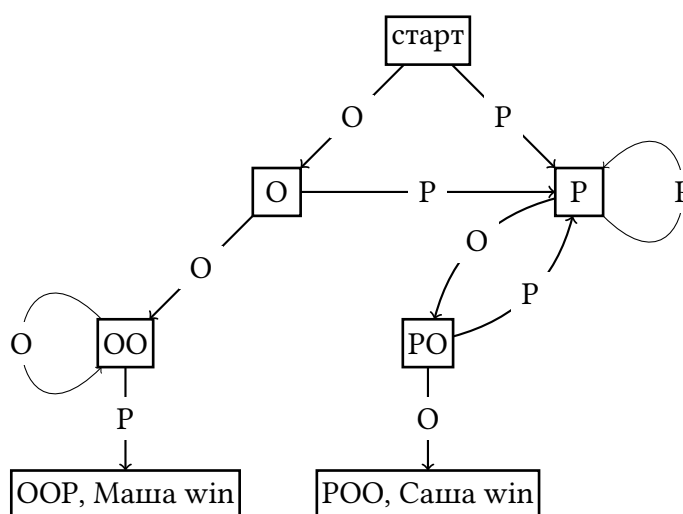 старт
О Р
О Р Р Р
О О
Р
О ОО РО
Р О
ООР, Маша win РОО, Саша win